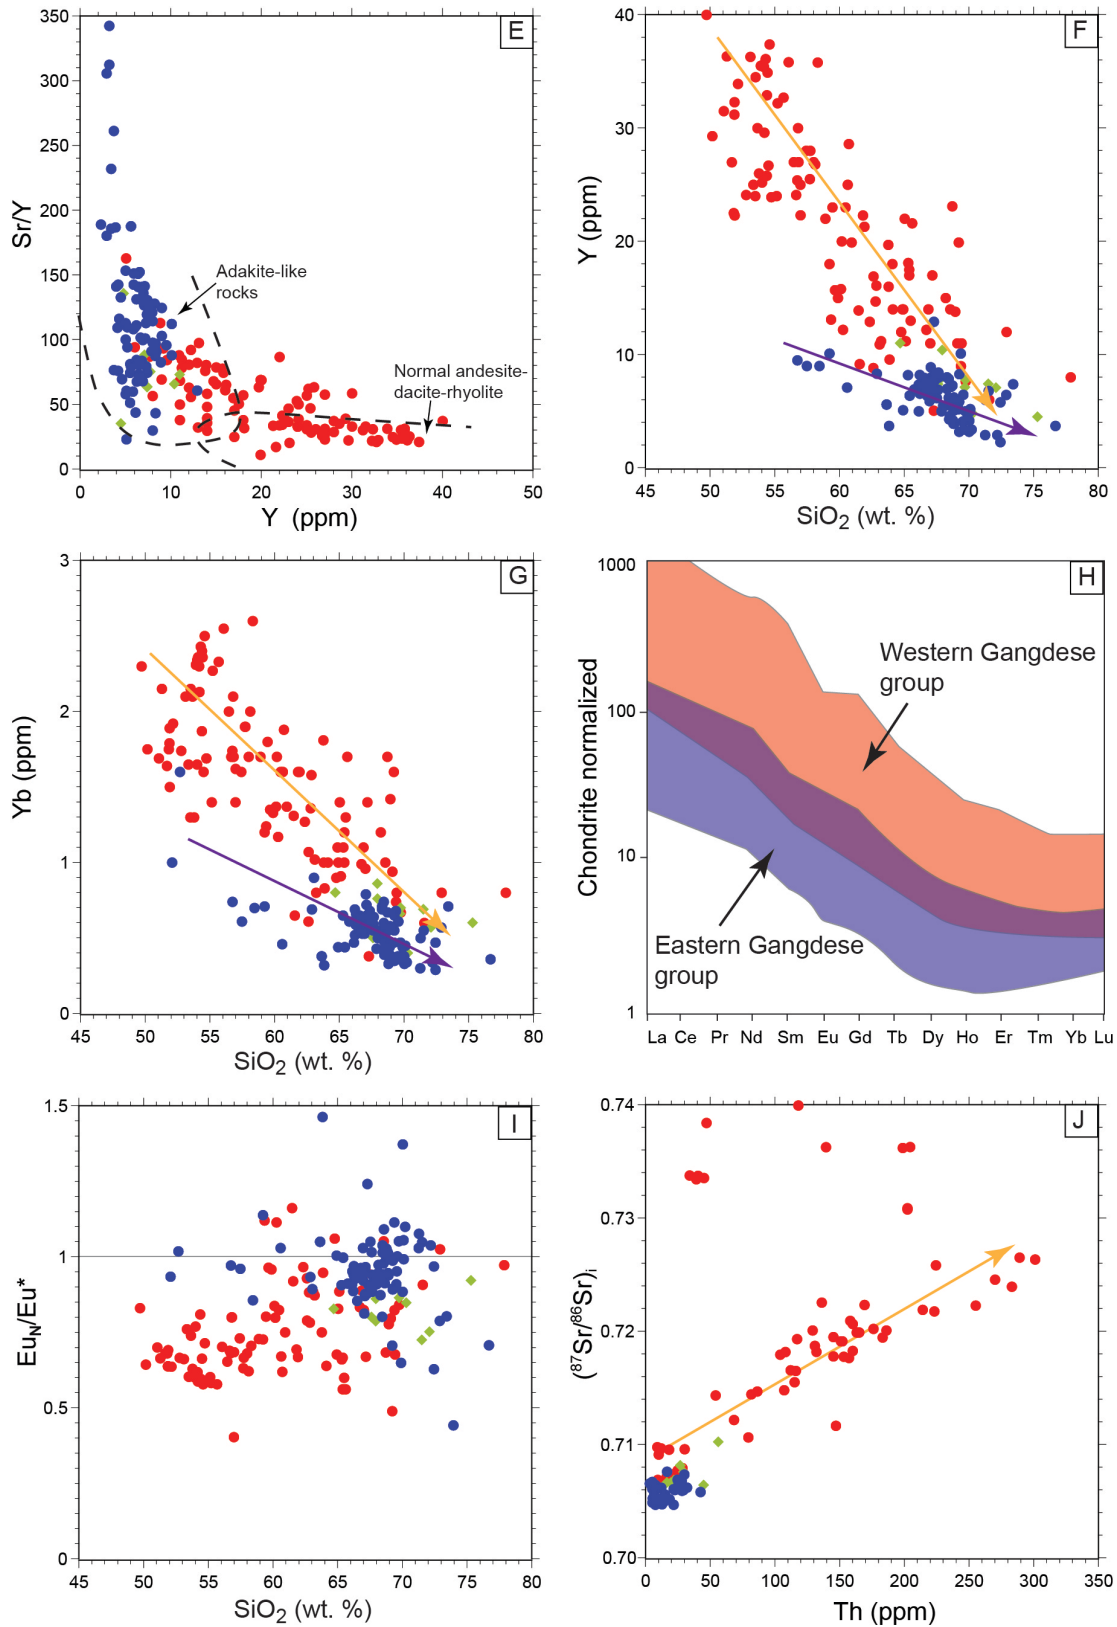 E
350
300
250
200
150
100
50
0
Sr/Y
Adakite-like
rocks
Normal andesite-
dacite-rhyolite
0 10 20 30 40 50
Y (ppm)
F
40
30
20
10
0
Y (ppm)
45 50 55 60 65 70 75 80
SiO₂ (wt. %)
G
3
2
1
0
Yb (ppm)
45 50 55 60 65 70 75 80
SiO₂ (wt. %)
H
1000
100
10
1
Chondrite normalized
Western Gangdese
group
Eastern Gangdese
group
La Ce Pr Nd Sm Eu Gd Tb Dy Ho Er Tm Yb Lu
I
1.5
1
0.5
0
Eu_N/Eu*
45 50 55 60 65 70 75 80
SiO₂ (wt. %)
J
0.74
0.73
0.72
0.71
0.70
(⁸⁷Sr/⁸⁶Sr)ᵢ
0 50 100 150 200 250 300 350
Th (ppm)